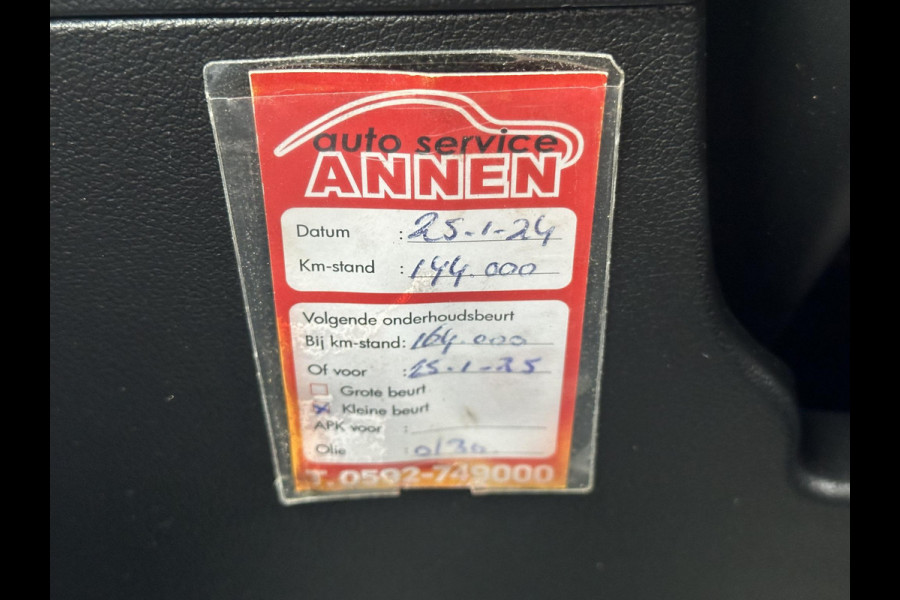 auto service
ANNEN
Datum : 25-1-24
Km-stand : 144.000
Volgende onderhoudsbeurt
Bij km-stand: 164.000
Of voor : 25-1-25
Grote beurt
Kleine beurt
APK voor :
Olie : 0/30.
T. 0592-749000